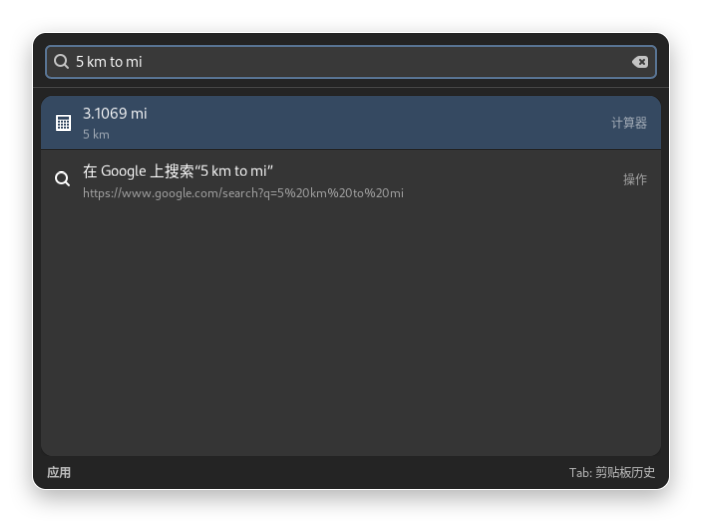 5 km to mi
3.1069 mi
5 km
计算器
在 Google 上搜索“5 km to mi”
https://www.google.com/search?q=5%20km%20to%20mi
操作
应用
Tab: 剪贴板历史